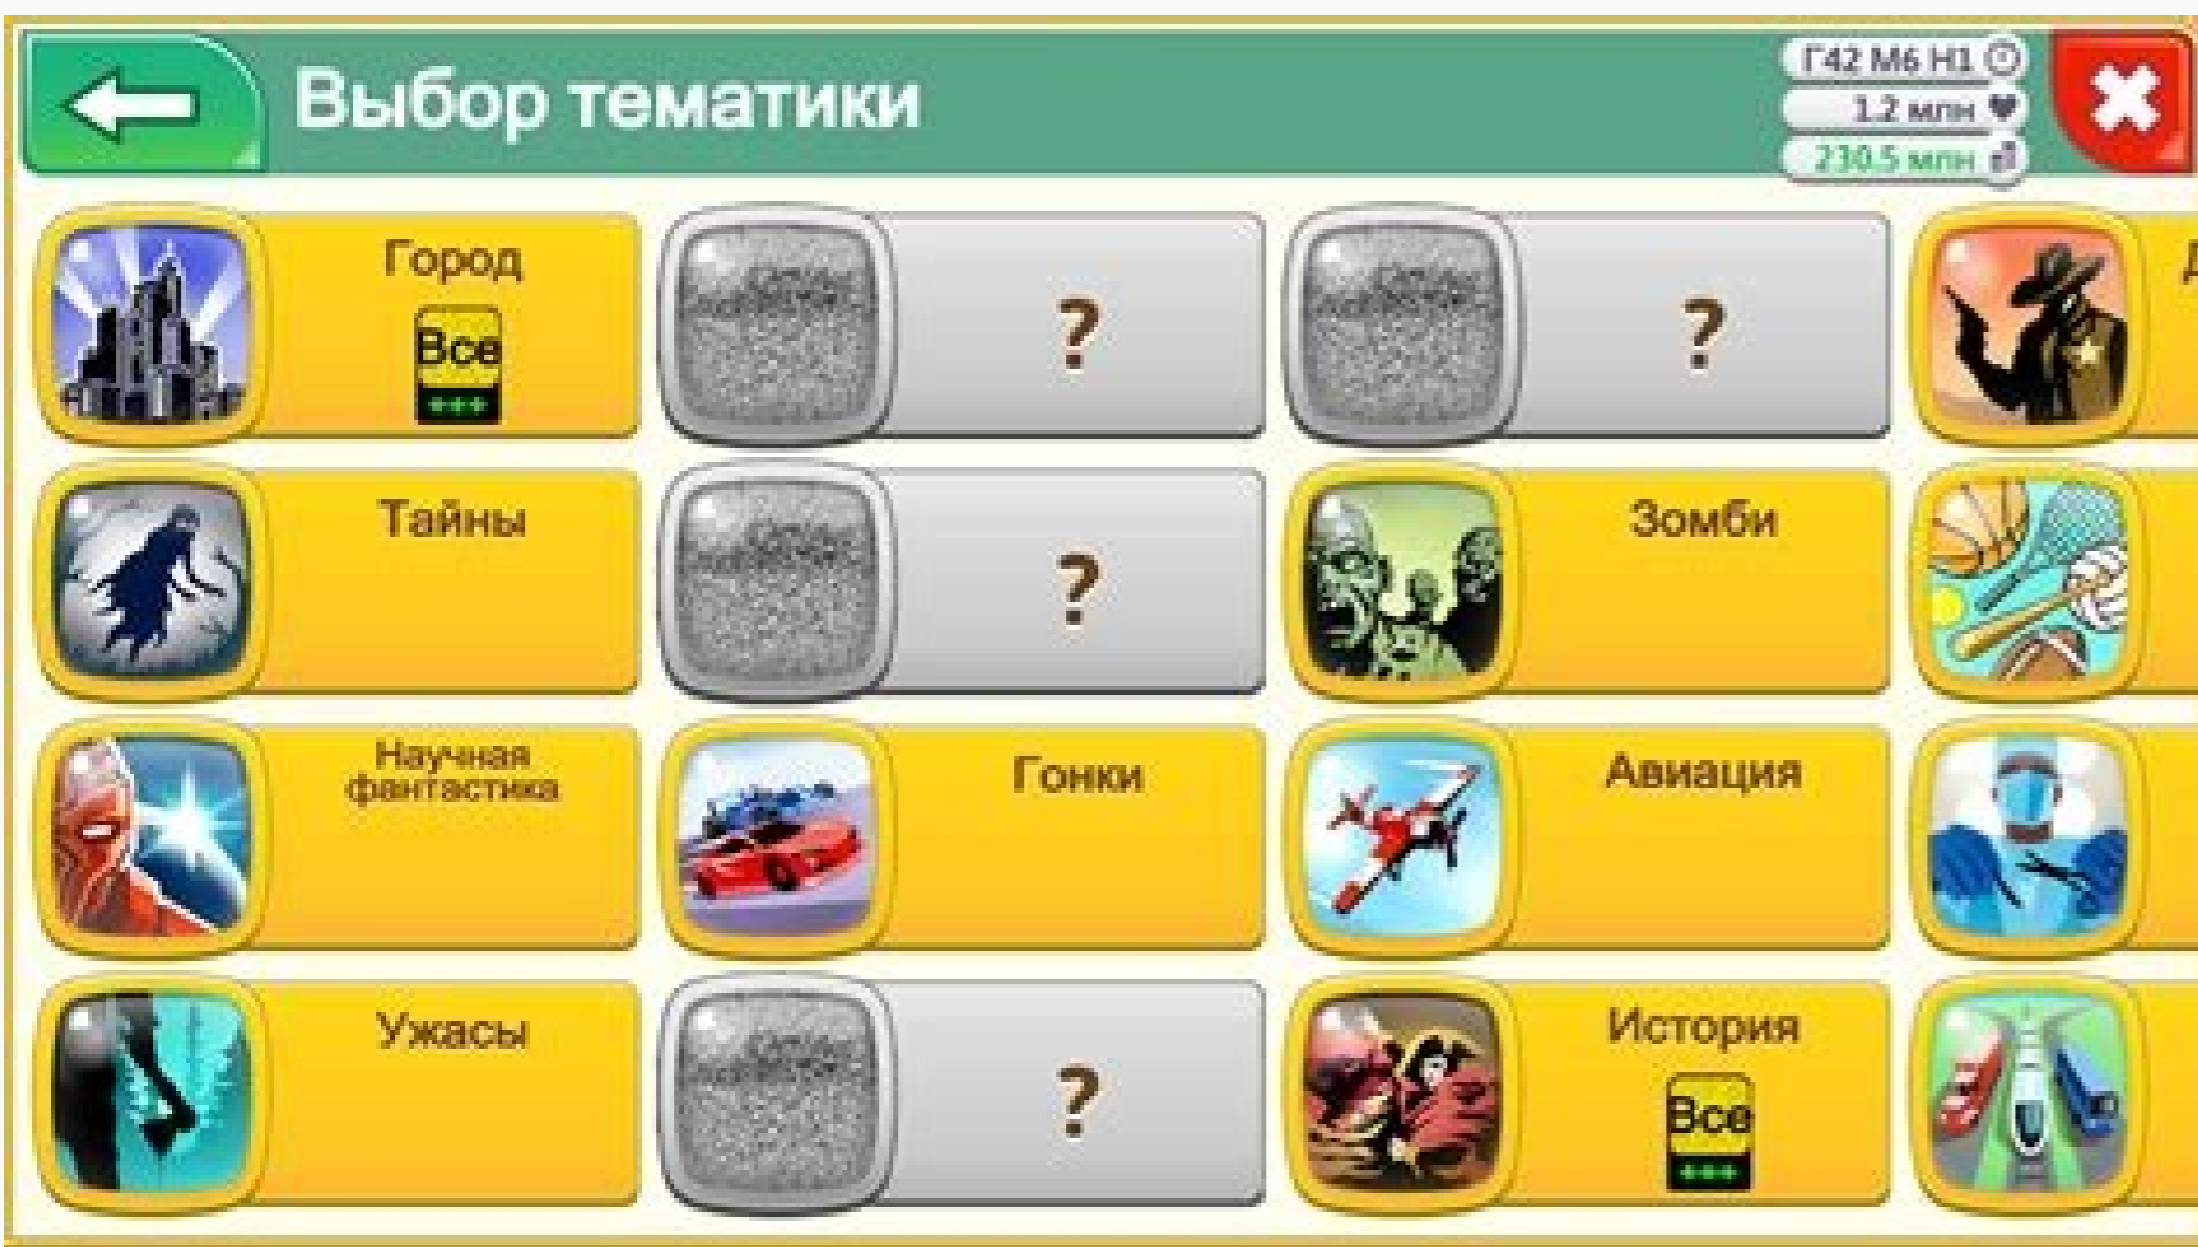 Выбор тематики
Г42 М6 Н1
1.2 млн
230.5 млн
Город
Все
+++
?
?
Тайны
?
Зомби
Научная
фантастика
Гонки
Авиация
Ужасы
?
История
Все
+++